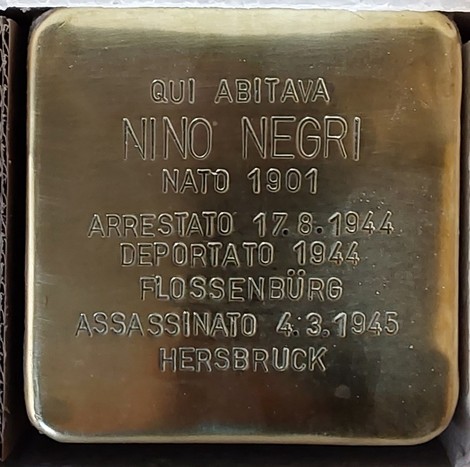 QUI ABITAVA
NINO NEGRI
NATO 1901
ARRESTATO 17.8.1944
DEPORTATO 1944
FLOSSENBÜRG
ASSASSINATO 4.3.1945
HERSBRUCK